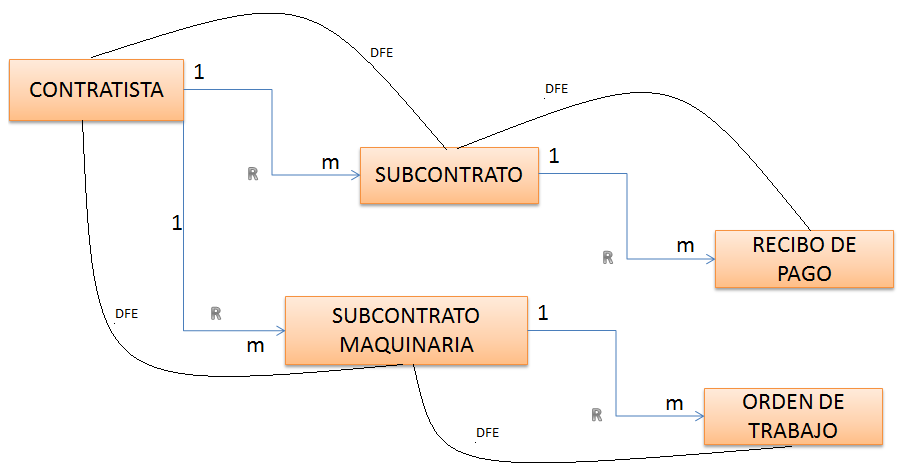 DFE
CONTRATISTA
1
DFE
R
m
SUBCONTRATO
1
1
R
m
RECIBO DE
PAGO
DFE
R
m
SUBCONTRATO
MAQUINARIA
1
R
m
ORDEN DE
TRABAJO
DFE